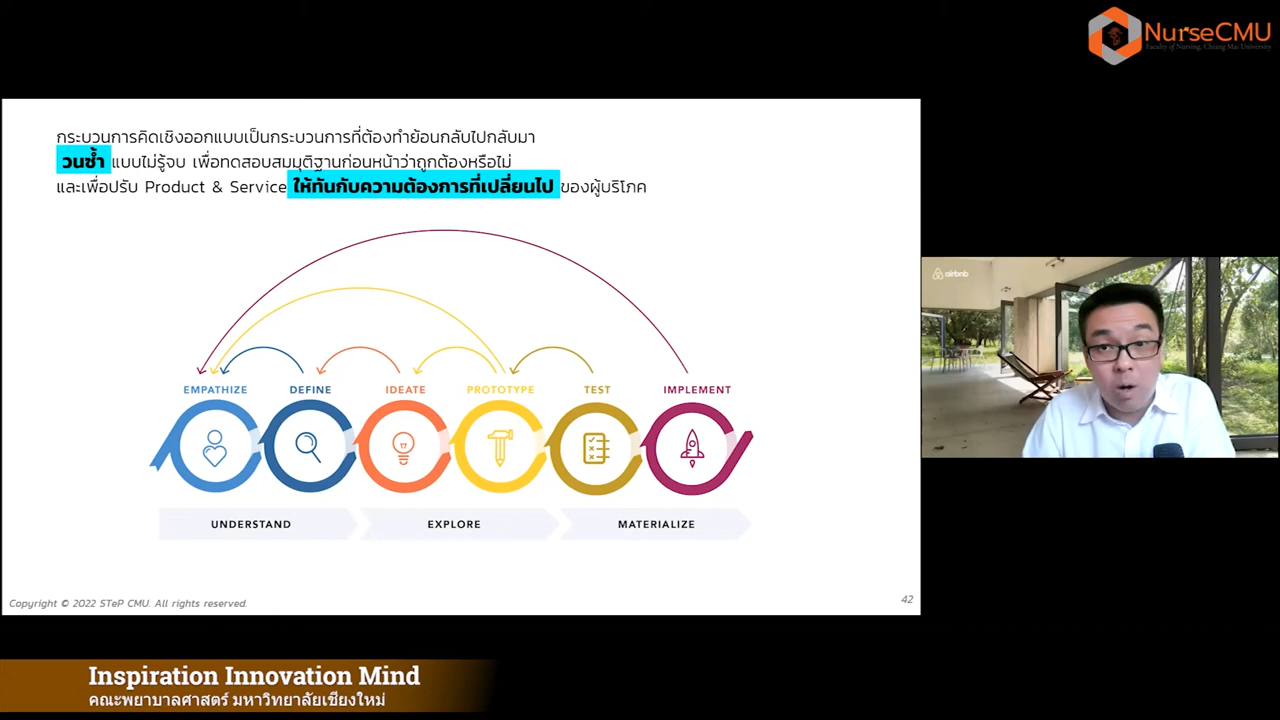 NurseCMU
Faculty of Nursing, Chiang Mai University
กระบวนการคิดเชิงออกแบบเป็นกระบวนการที่ต้องทำย้อนกลับไปกลับมา
วนซ้ำ แบบไม่รู้จบ เพื่อทดสอบสมมุติฐานก่อนหน้าว่าถูกต้องหรือไม่
และเพื่อปรับ Product & Service ให้ทันกับความต้องการที่เปลี่ยนไป ของผู้บริโภค
airbnb
EMPATHIZE DEFINE IDEATE PROTOTYPE TEST IMPLEMENT
UNDERSTAND EXPLORE MATERIALIZE
Copyright © 2022 STeP CMU. All rights reserved. 42
Inspiration Innovation Mind
คณะพยาบาลศาสตร์ มหาวิทยาลัยเชียงใหม่